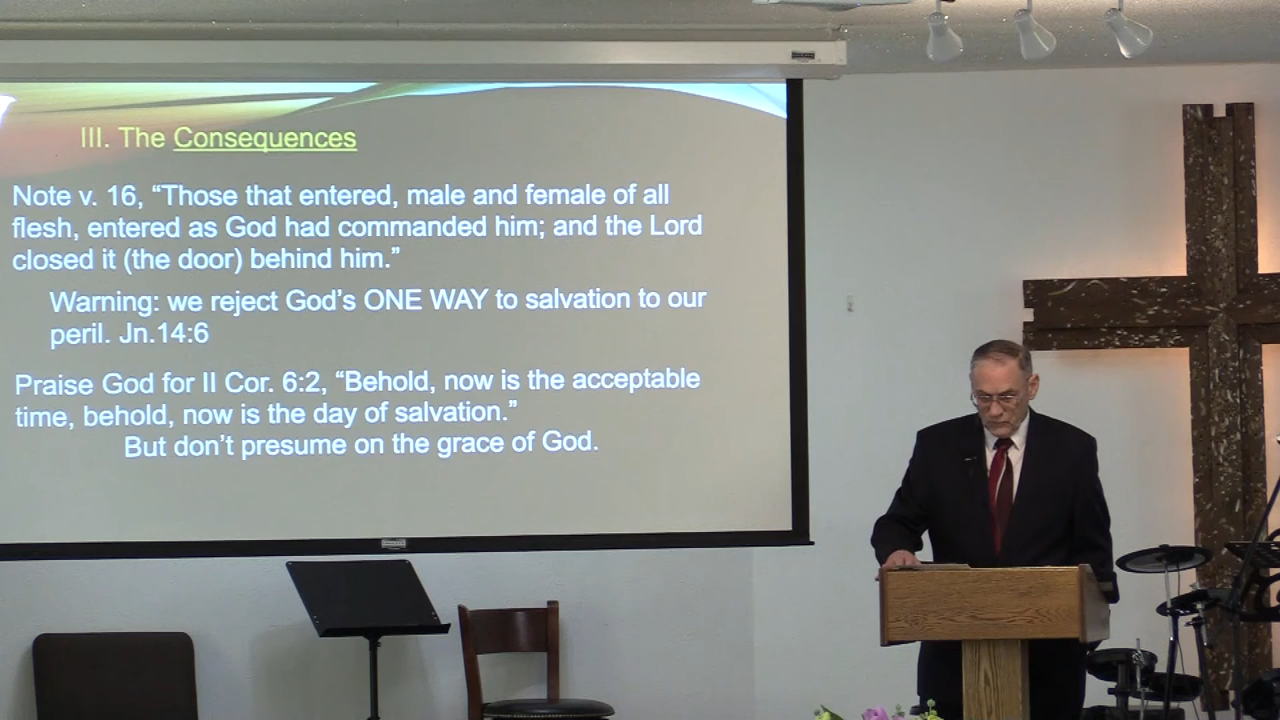 III. The Consequences
Note v. 16, “Those that entered, male and female of all
flesh, entered as God had commanded him; and the Lord
closed it (the door) behind him.”
Warning: we reject God’s ONE WAY to salvation to our
peril. Jn.14:6
Praise God for II Cor. 6:2, “Behold, now is the acceptable
time, behold, now is the day of salvation.”
But don’t presume on the grace of God.